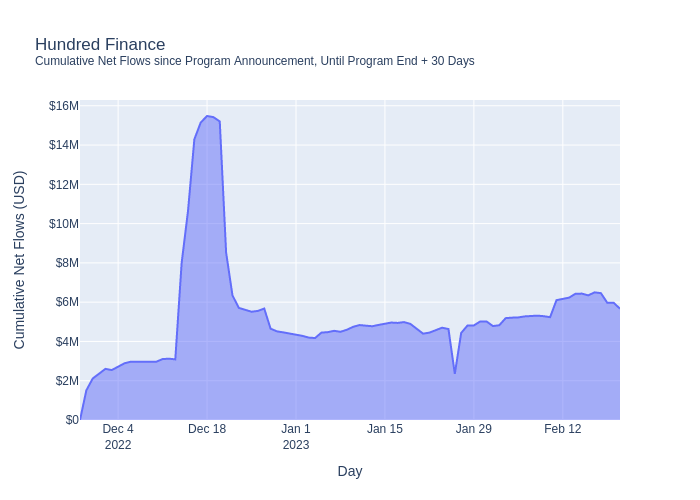 Hundred Finance
Cumulative Net Flows since Program Announcement, Until Program End + 30 Days
Cumulative Net Flows (USD)
$16M
$14M
$12M
$10M
$8M
$6M
$4M
$2M
$0
Dec 4 Dec 18 Jan 1 Jan 15 Jan 29 Feb 12
2022 2023
Day